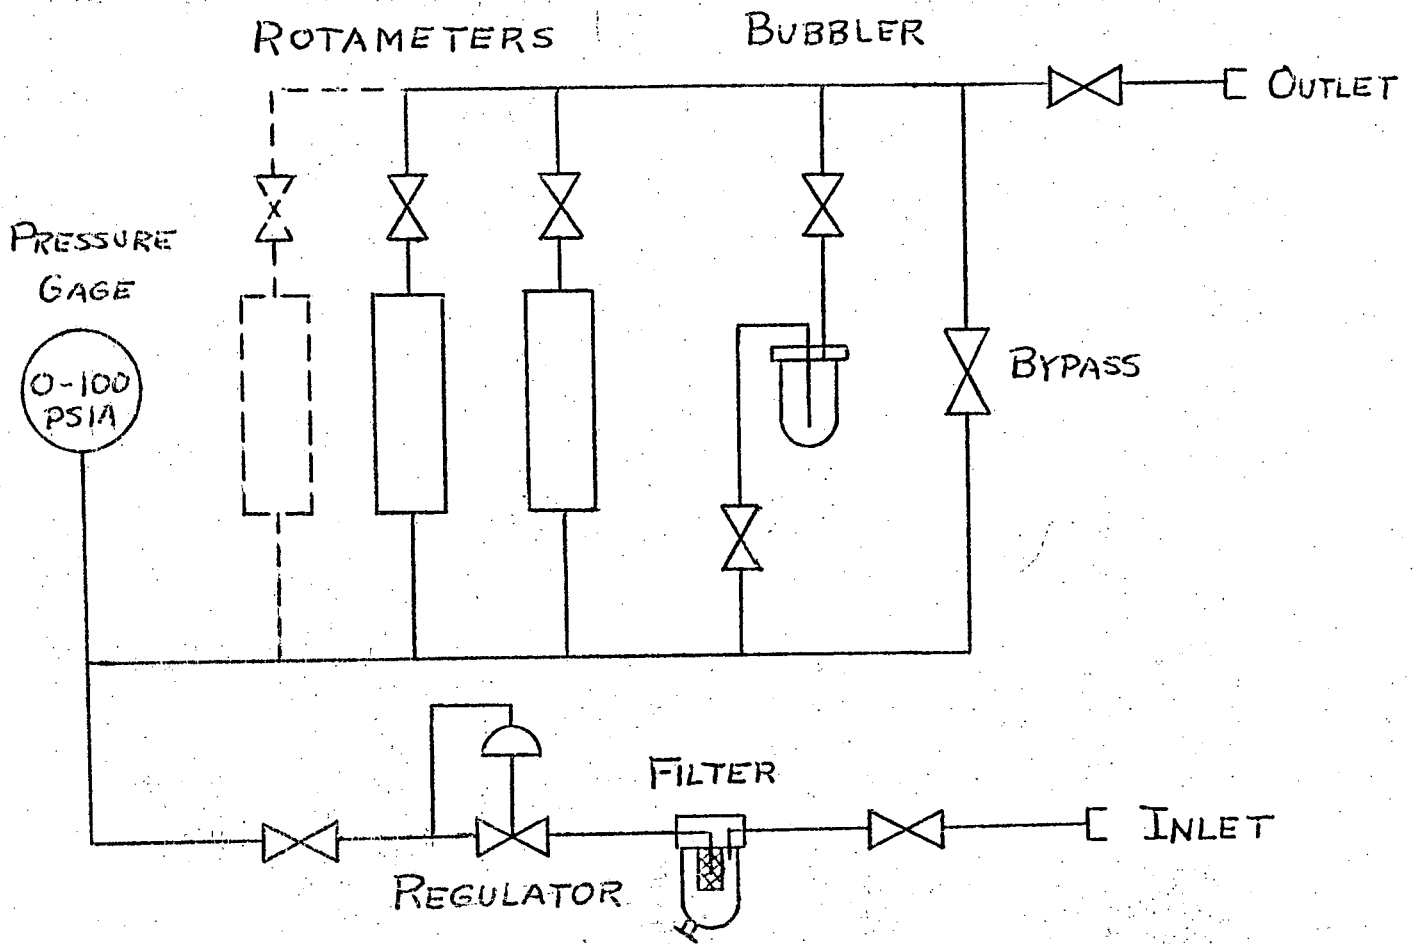 ROTAMETERS
BUBBLER
OUTLET
PRESSURE
GAGE
0-100
PSIA
BYPASS
FILTER
INLET
REGULATOR